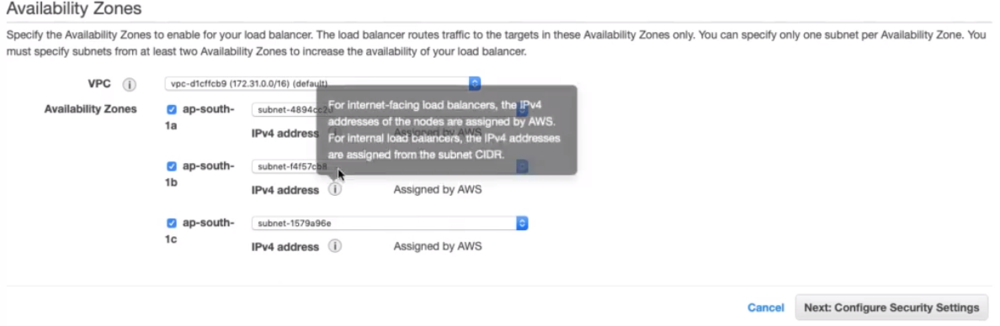 Availability Zones
Specify the Availability Zones to enable for your load balancer. The load balancer routes traffic to the targets in these Availability Zones only. You can specify only one subnet per Availability Zone. You
must specify subnets from at least two Availability Zones to increase the availability of your load balancer.
VPC i vpc-d1cffcb9 (172.31.0.0/16) (default)
Availability Zones ap-south-1a subnet-4894cc20
IPv4 address Assigned by AWS
For internet-facing load balancers, the IPv4
addresses of the nodes are assigned by AWS.
For internal load balancers, the IPv4 addresses
are assigned from the subnet CIDR.
ap-south-1b subnet-f4f57cb8
IPv4 address i Assigned by AWS
ap-south-1c subnet-1579a96e
IPv4 address i Assigned by AWS
Cancel Next: Configure Security Settings